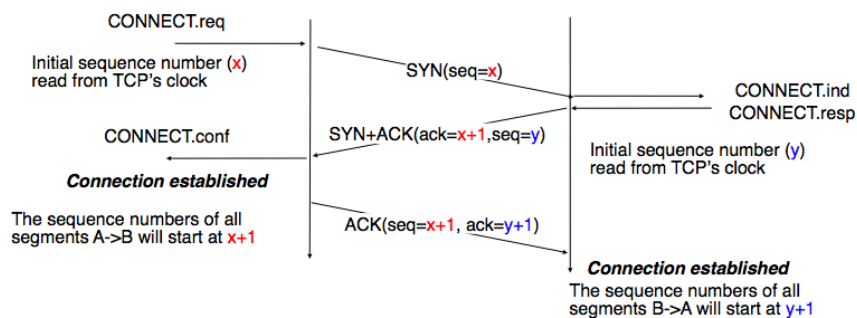 CONNECT.req
Initial sequence number (x)
read from TCP's clock
SYN(seq=x)
CONNECT.ind
CONNECT.resp
CONNECT.conf
SYN+ACK(ack=x+1,seq=y)
Initial sequence number (y)
read from TCP's clock
Connection established
The sequence numbers of all
segments A->B will start at x+1
ACK(seq=x+1, ack=y+1)
Connection established
The sequence numbers of all
segments B->A will start at y+1